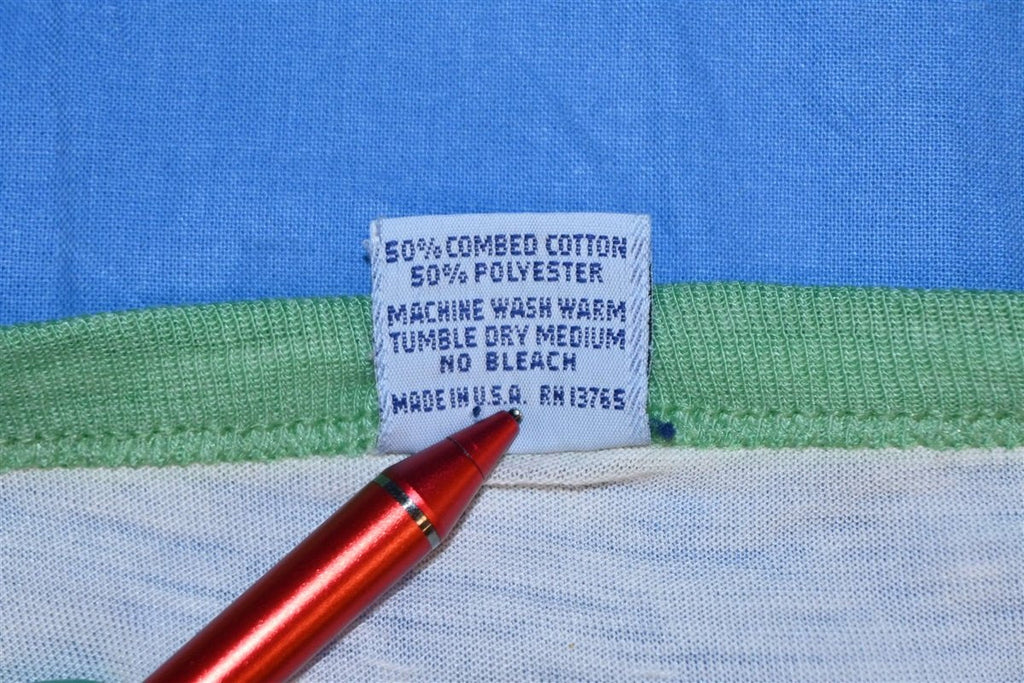 50% COMBED COTTON
50% POLYESTER
MACHINE WASH WARM
TUMBLE DRY MEDIUM
NO BLEACH
MADE IN U.S.A. RN 13765